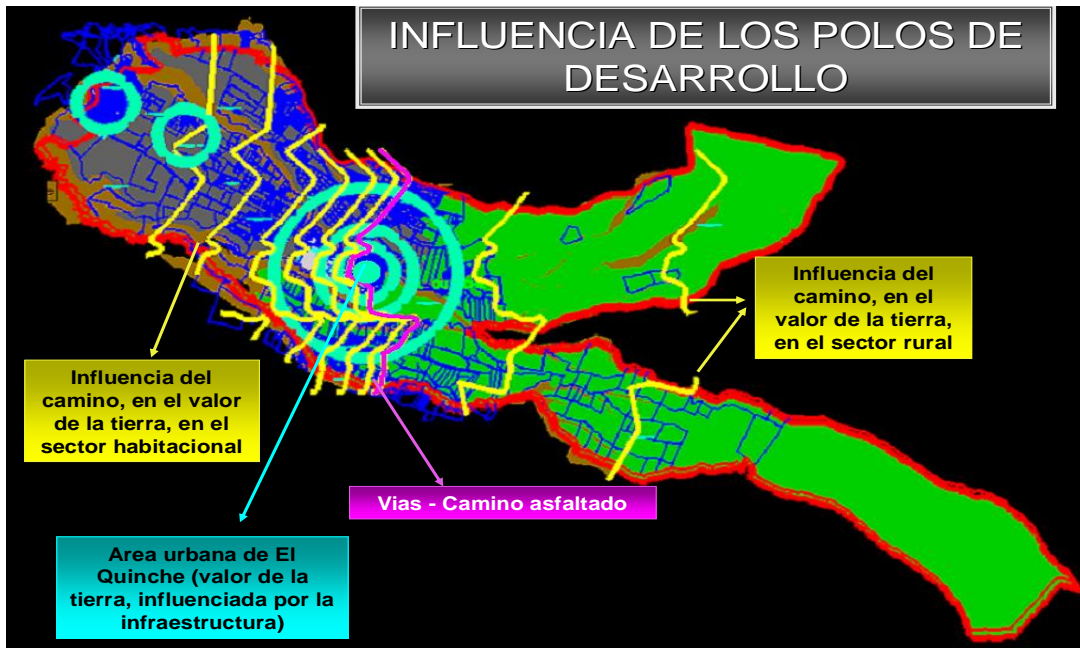 INFLUENCIA DE LOS POLOS DE
DESARROLLO
Influencia del
camino, en el
valor de la tierra,
en el sector rural
Influencia del
camino, en el valor
de la tierra, en el
sector habitacional
Vias - Camino asfaltado
Area urbana de El
Quinche (valor de la
tierra, influenciada por la
infraestructura)